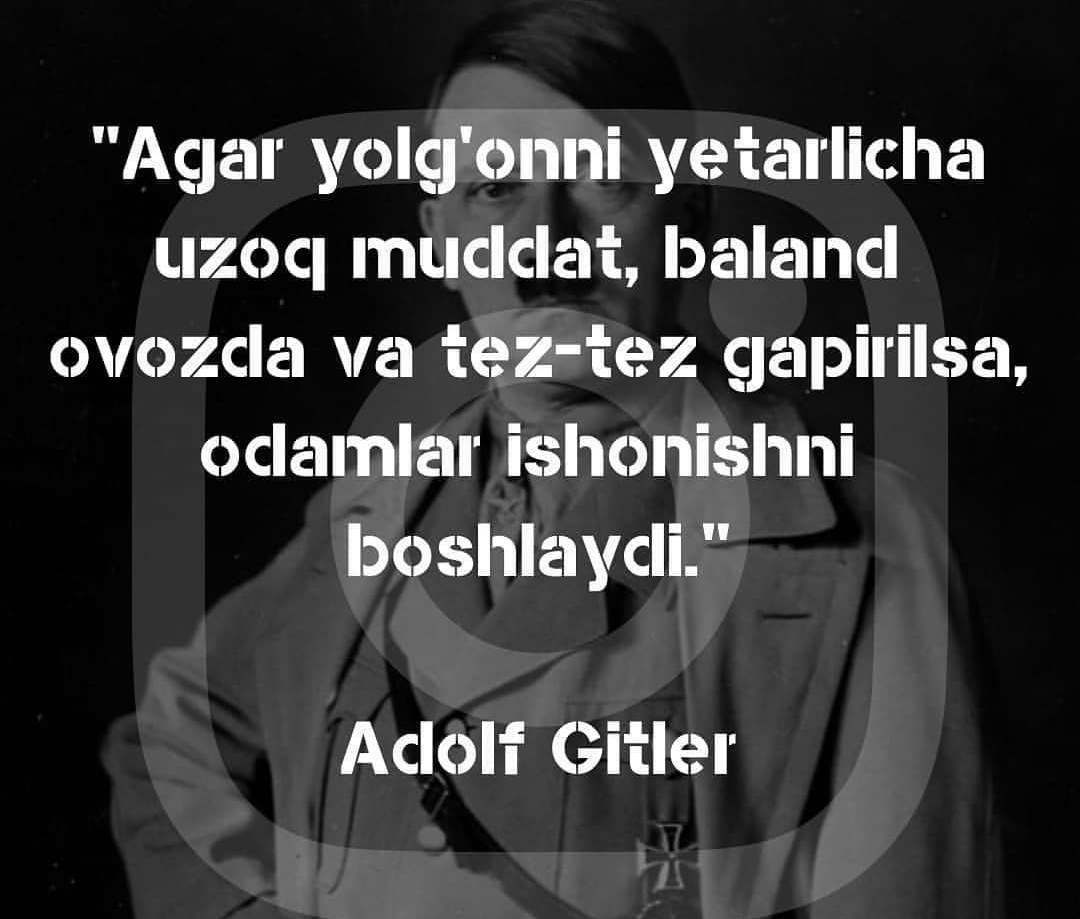 "Agar yolg'onni yetarlicha
uzoq muddat, baland
ovozda va tez-tez gapirilsa,
odamlar ishonishni
boshlaydi."
Adolf Gitler